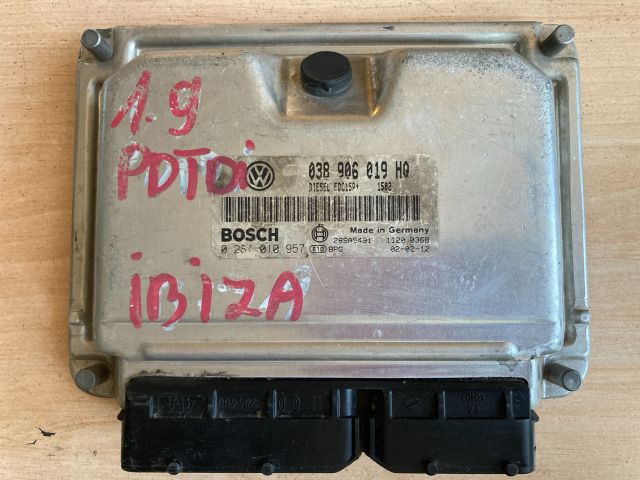 1.9
PDTDi
iBiZA
038 906 019 HQ
DIESEL EDC15P+ 1502
BOSCH
Made in Germany
0 281 010 957
28SA5491 1120 0368
BPG 02-02-12